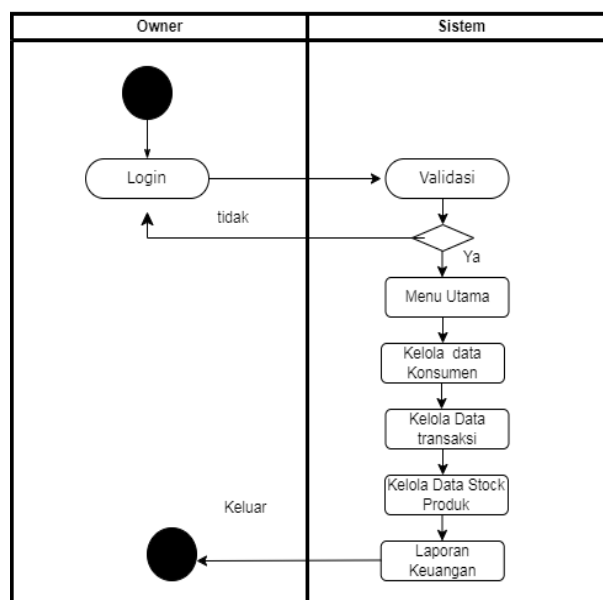 Owner
Sistem
Login
Validasi
tidak
Ya
Menu Utama
Kelola data
Konsumen
Kelola Data
transaksi
Kelola Data Stock
Produk
Keluar
Laporan
Keuangan